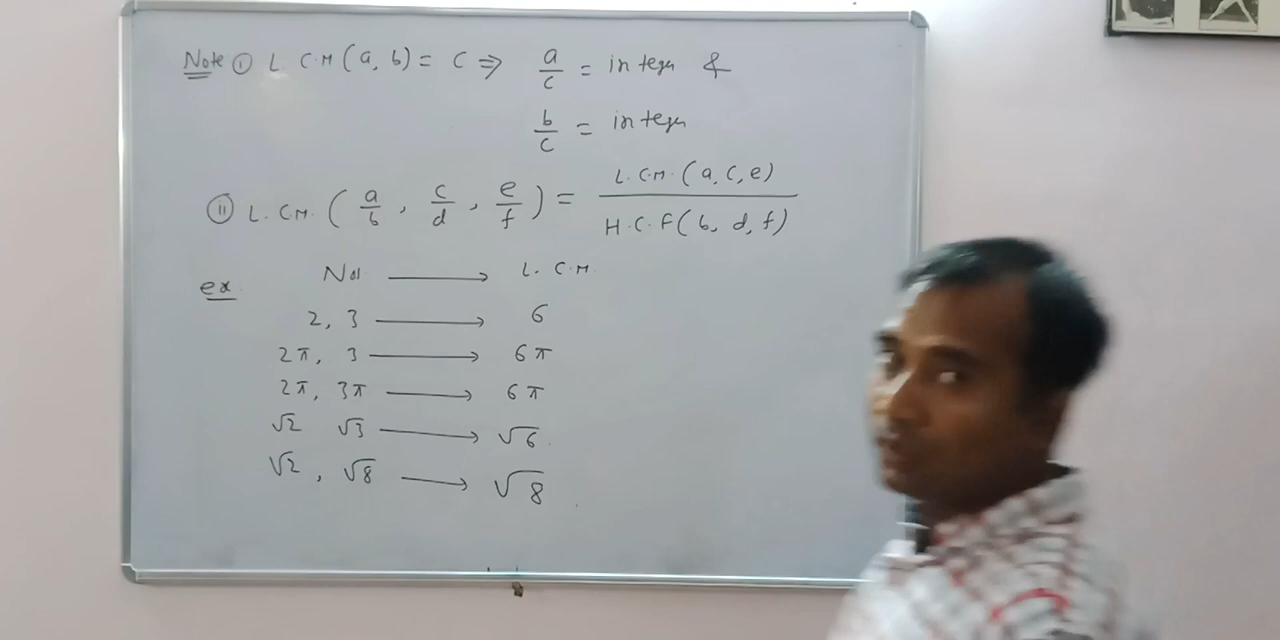 Note ① L.C.M(a, b) = c ⇒ a/c = integer &
b/c = integer
② L.C.M. (a/b, c/d, e/f) = L.C.M.(a, c, e) / H.C.F(b, d, f)
ex. No! ⟶ L.C.M.
2, 3 ⟶ 6
2π, 3 ⟶ 6π
2π, 3π ⟶ 6π
√2 √3 ⟶ √6.
√2, √8 ⟶ √8